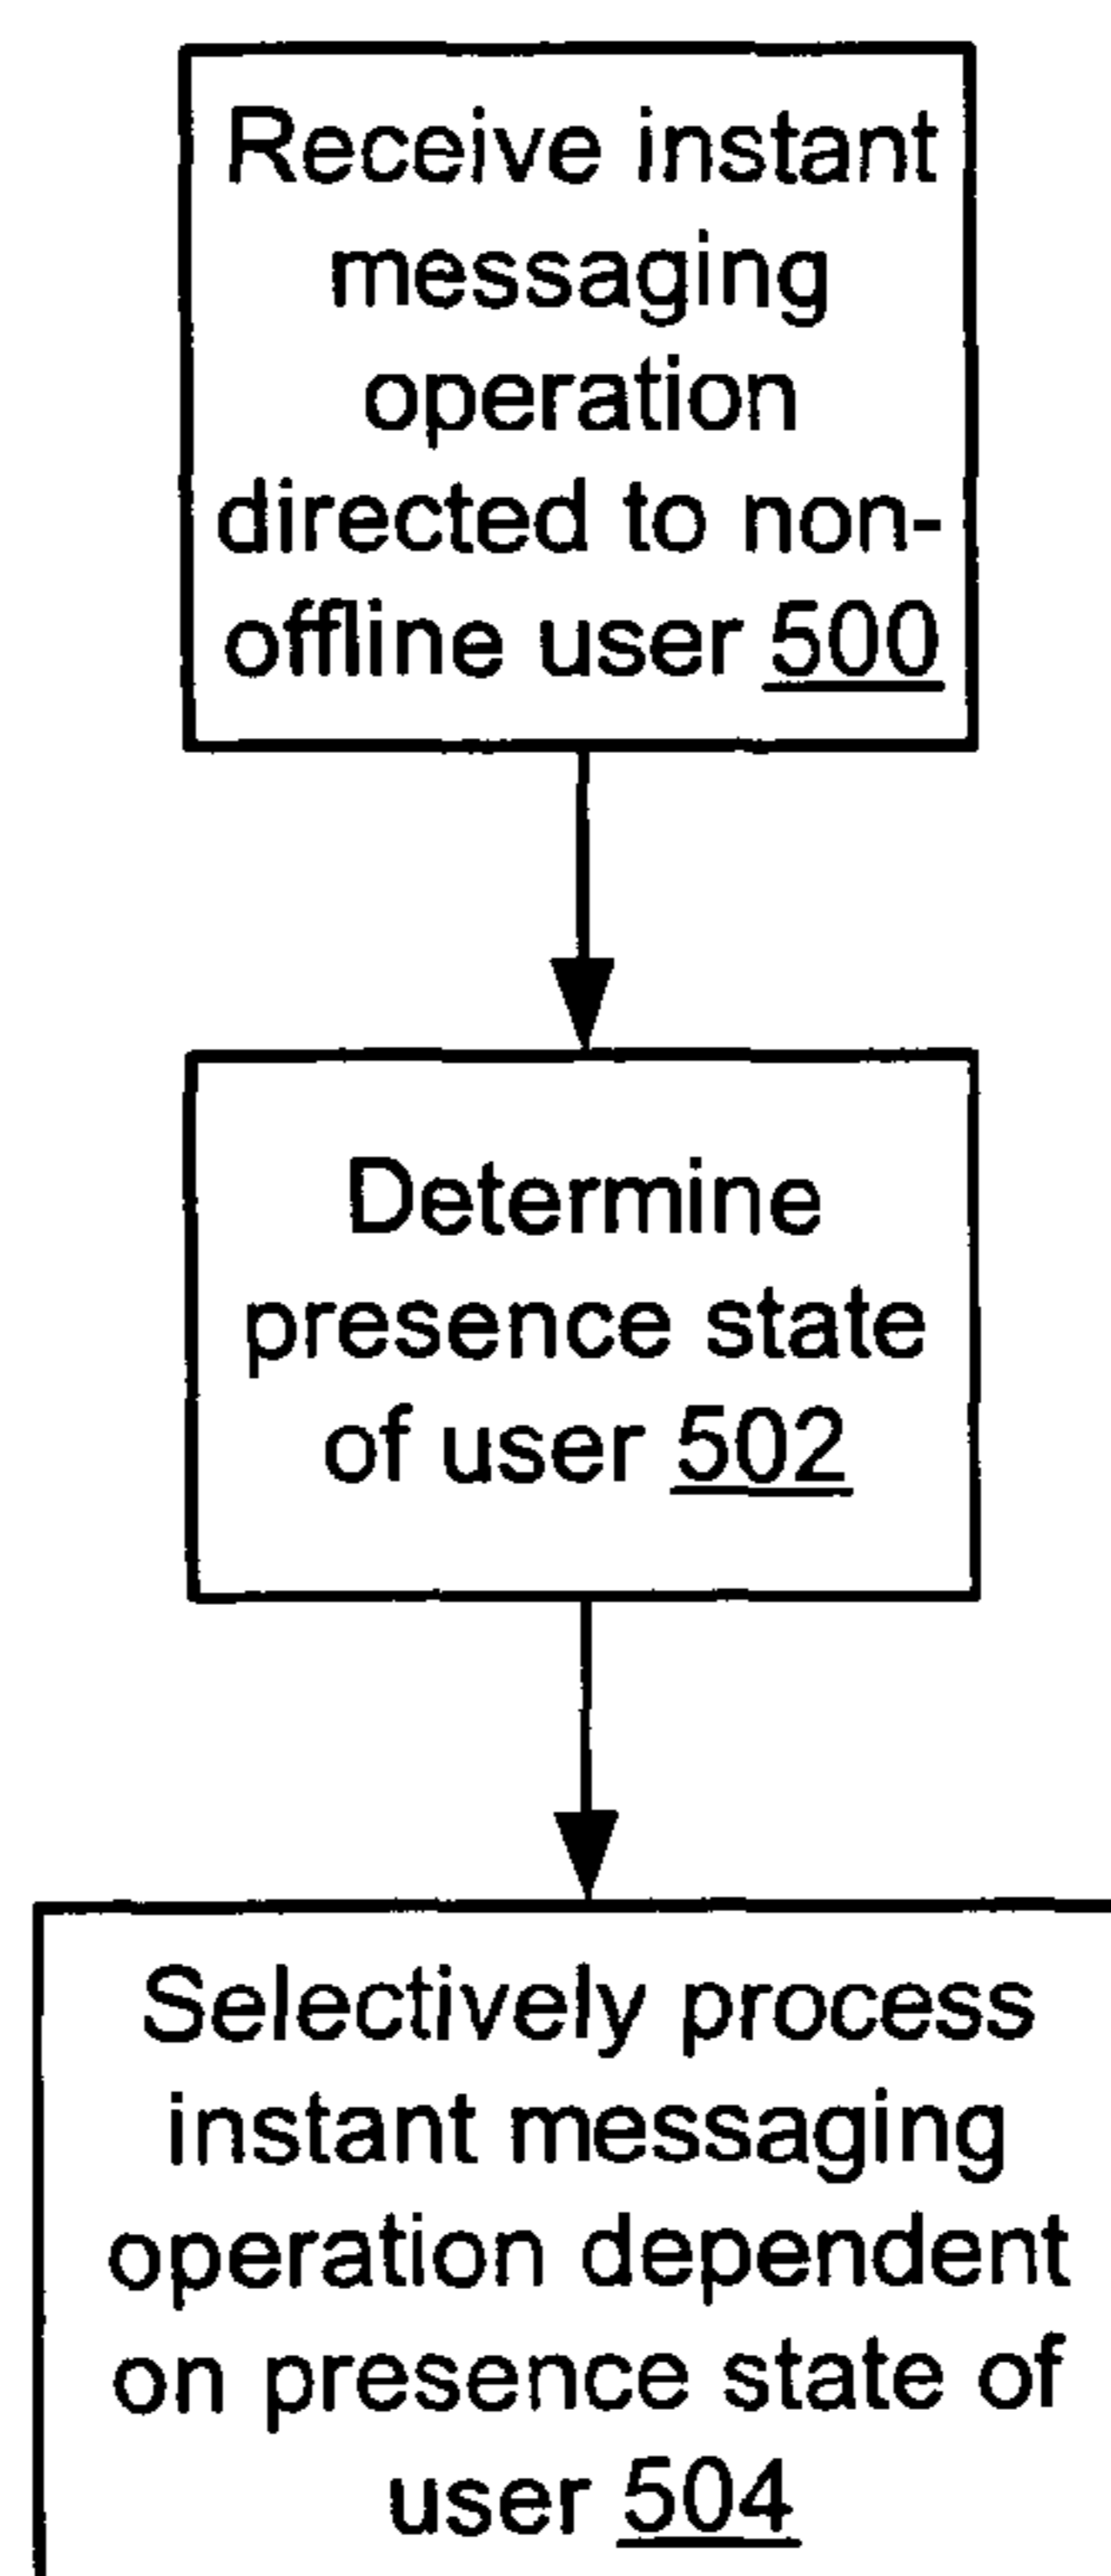 Receive instant
messaging
operation
directed to non-
offline user 500
Determine
presence state
of user 502
Selectively process
instant messaging
operation dependent
on presence state of
user 504